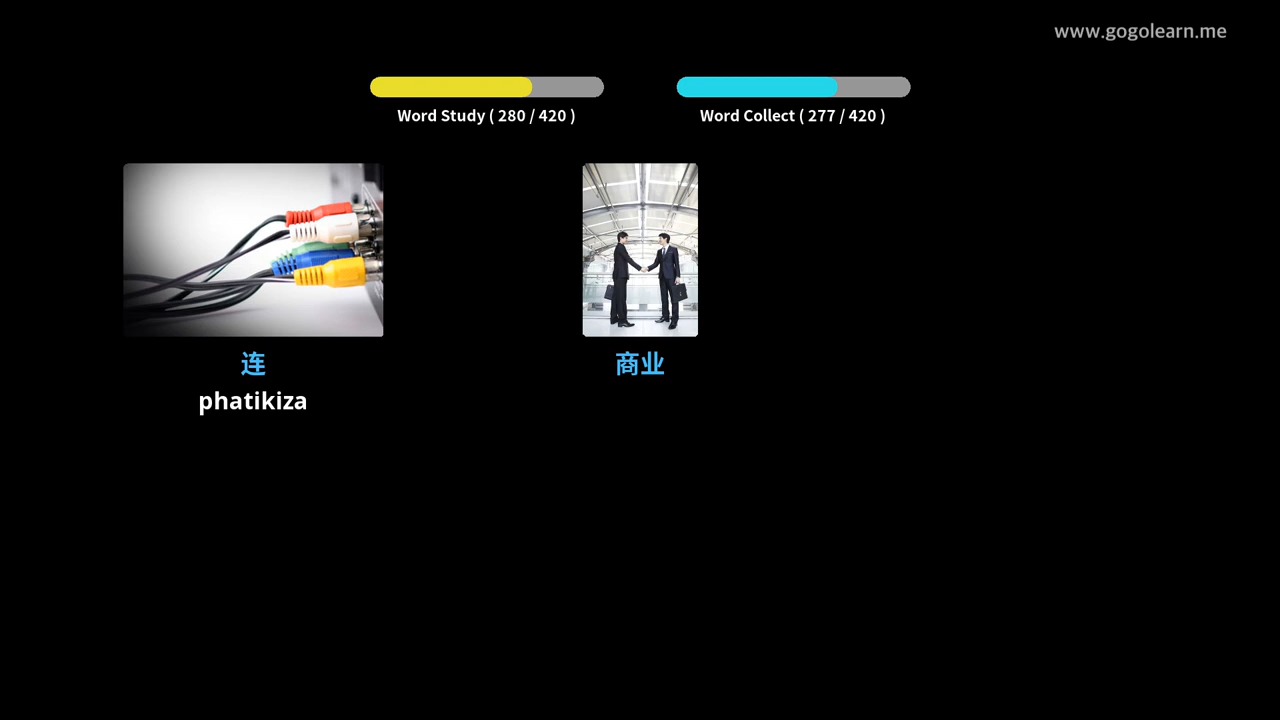 www.gogolearn.me
Word Study ( 280 / 420 )
Word Collect ( 277 / 420 )
连
phatikiza
商业